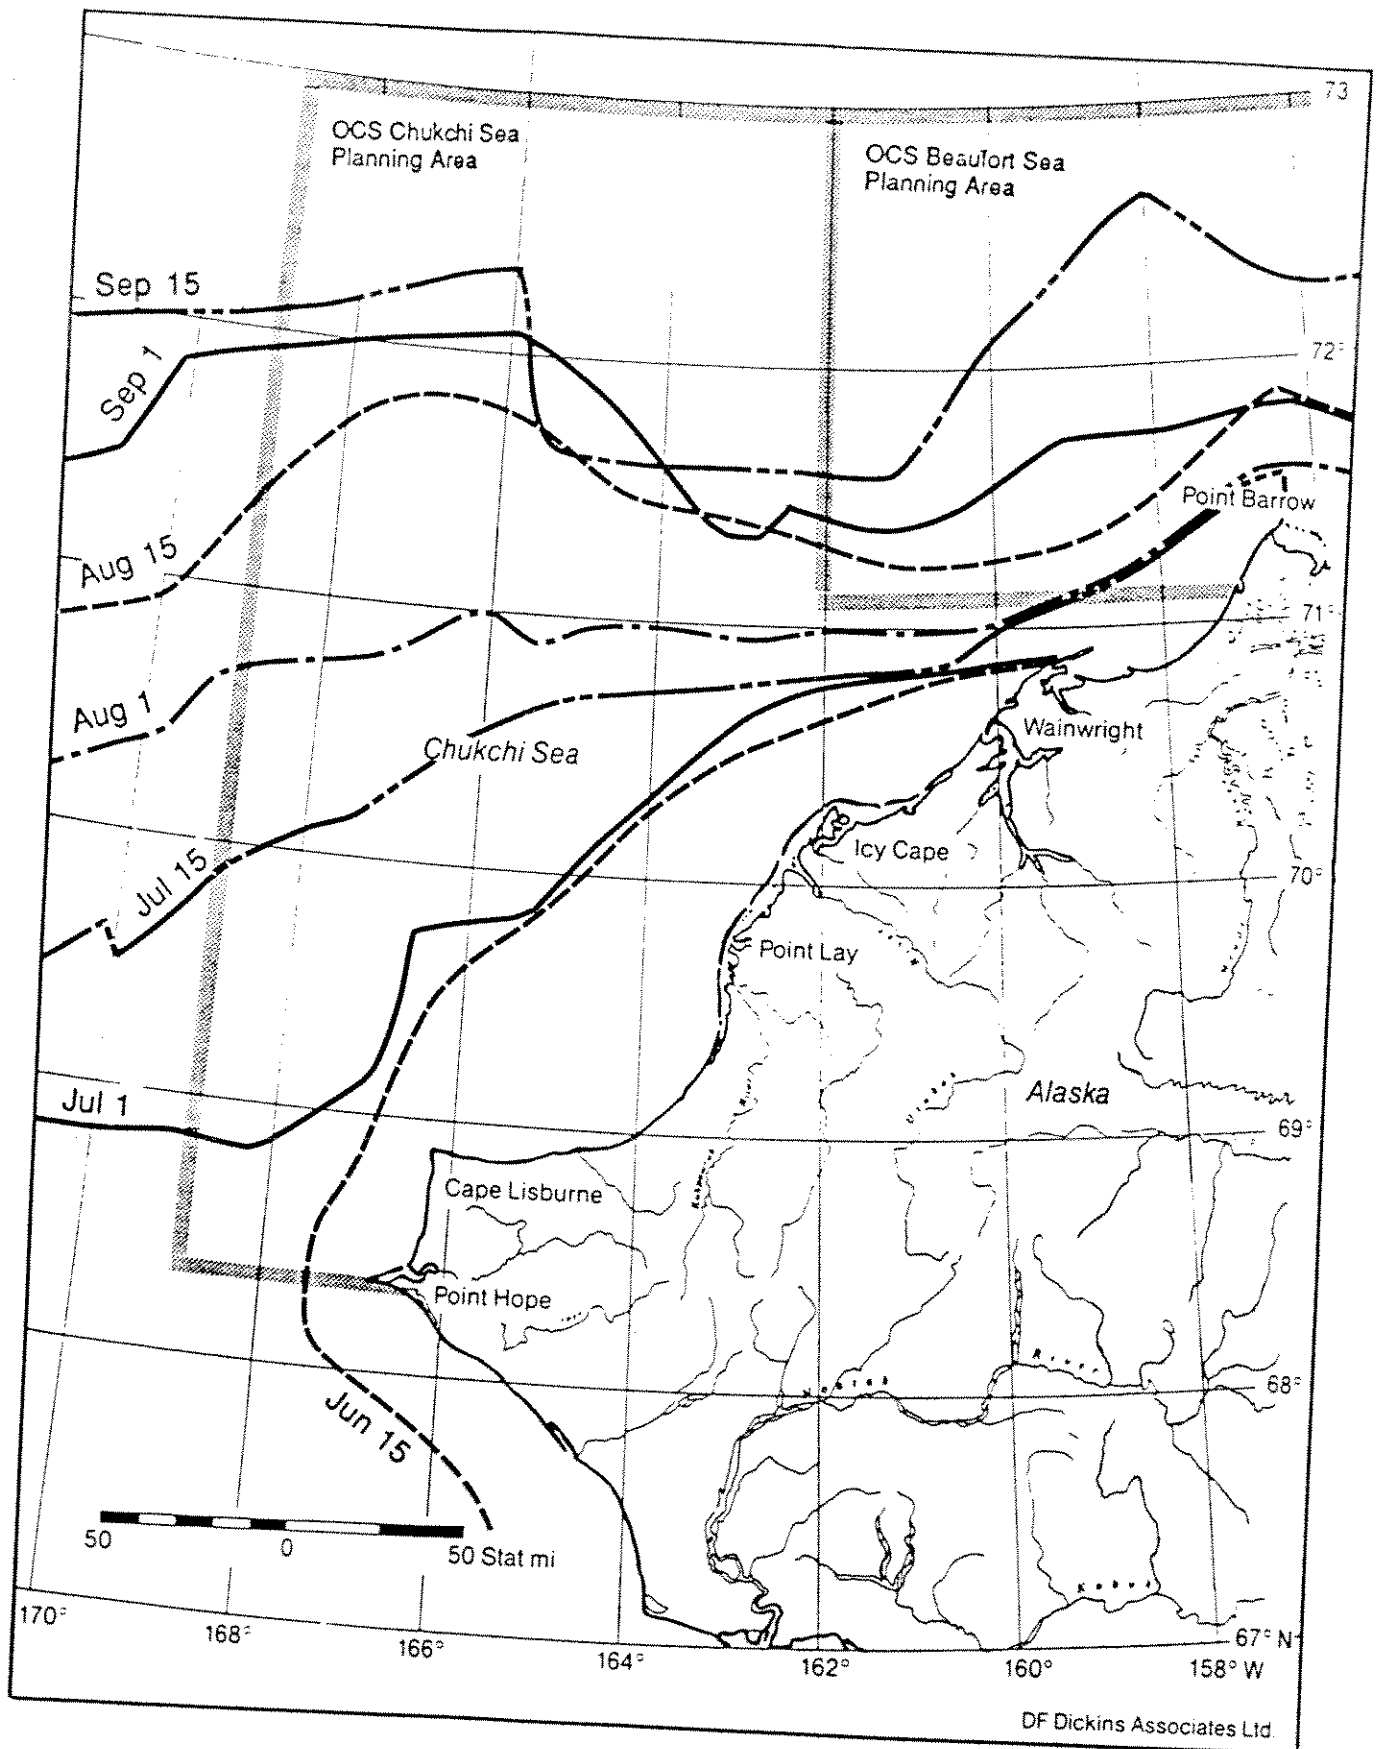 73
OCS Chukchi Sea
Planning Area
OCS Beaufort Sea
Planning Area
Sep 15
72°
Sep 1
Point Barrow
Aug 15
71°
Aug 1
Wainwright
Chukchi Sea
Icy Cape
70°
Jul 15
Point Lay
Alaska
Jul 1
69°
Cape Lisburne
Point Hope
River
68°
Noatak
Jun 15
50
0
50 Stat mi
Kobuk
170°
168°
166°
164°
162°
160°
158° W
67° N
DF Dickins Associates Ltd.